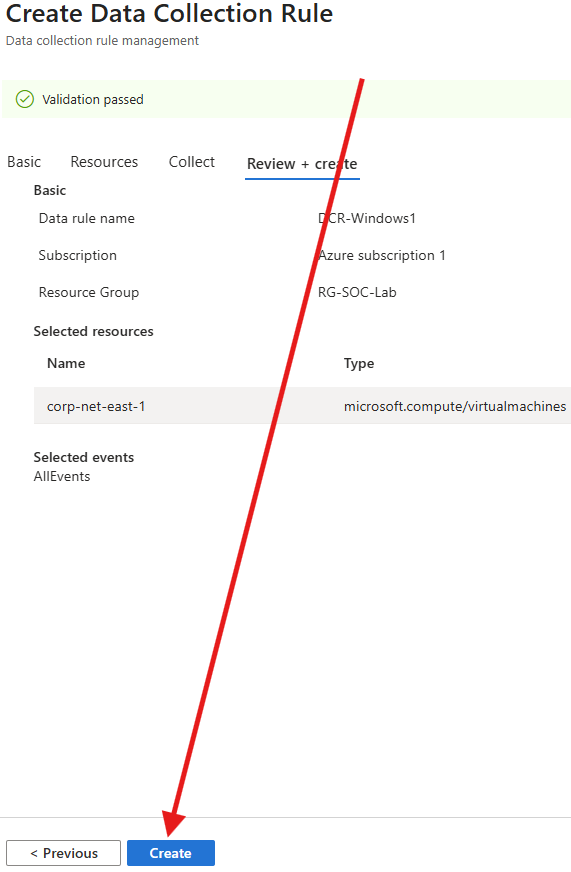 Create Data Collection Rule
Data collection rule management
Validation passed
Basic Resources Collect Review + create
Basic
Data rule name DCR-Windows1
Subscription Azure subscription 1
Resource Group RG-SOC-Lab
Selected resources
Name Type
corp-net-east-1 microsoft.compute/virtualmachines
Selected events
AllEvents
< Previous Create